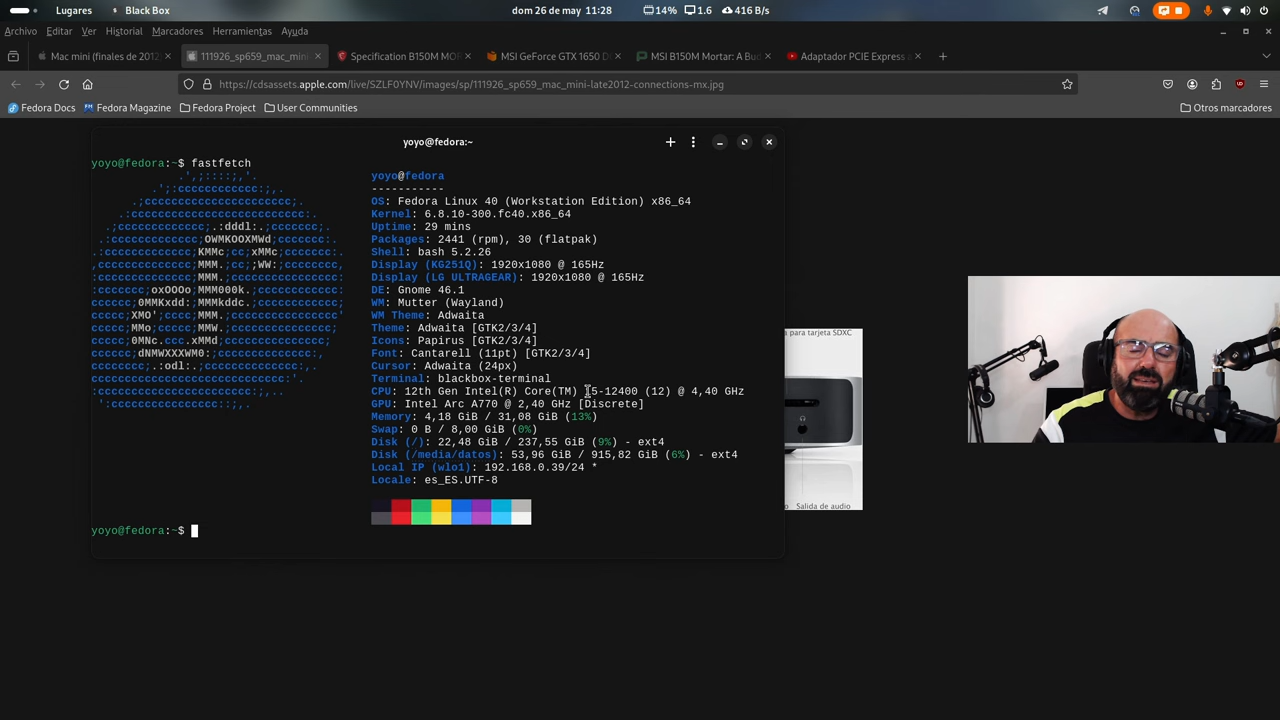 Lugares Black Box dom 26 de may 11:28 14% 1.6 416 B/s
Archivo Editar Ver Historial Marcadores Herramientas Ayuda
Mac mini (finales de 2012) 111926_sp659_mac_mini- Specification B150M MOR MSI GeForce GTX 1650 D MSI B150M Mortar: A Bud Adaptador PCIE Express a
https://cdsassets.apple.com/live/SZLF0YNV/images/sp/111926_sp659_mac_mini-late2012-connections-mx.jpg
Fedora Docs Fedora Magazine Fedora Project User Communities Otros marcadores
yoyo@fedora:~
yoyo@fedora:~$ fastfetch
yoyo@fedora
-----------
OS: Fedora Linux 40 (Workstation Edition) x86_64
Kernel: 6.8.10-300.fc40.x86_64
Uptime: 29 mins
Packages: 2441 (rpm), 30 (flatpak)
Shell: bash 5.2.26
Display (KG251Q): 1920x1080 @ 165Hz
Display (LG ULTRAGEAR): 1920x1080 @ 165Hz
DE: Gnome 46.1
WM: Mutter (Wayland)
WM Theme: Adwaita
Theme: Adwaita [GTK2/3/4]
Icons: Papirus [GTK2/3/4]
Font: Cantarell (11pt) [GTK2/3/4]
Cursor: Adwaita (24px)
Terminal: blackbox-terminal
CPU: 12th Gen Intel(R) Core(TM) i5-12400 (12) @ 4,40 GHz
GPU: Intel Arc A770 @ 2,40 GHz [Discrete]
Memory: 4,18 GiB / 31,08 GiB (13%)
Swap: 0 B / 8,00 GiB (0%)
Disk (/): 22,48 GiB / 237,55 GiB (9%) - ext4
Disk (/media/datos): 53,96 GiB / 915,82 GiB (6%) - ext4
Local IP (wlo1): 192.168.0.39/24 *
Locale: es_ES.UTF-8
yoyo@fedora:~$
para tarjeta SDXC
Salida de audio